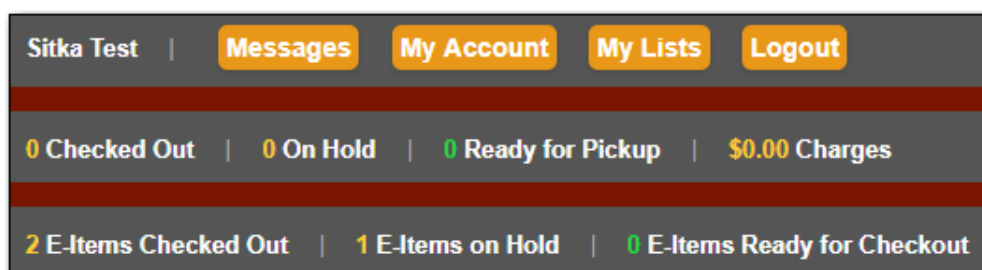 Sitka Test | Messages My Account My Lists Logout
0 Checked Out | 0 On Hold | 0 Ready for Pickup | $0.00 Charges
2 E-Items Checked Out | 1 E-Items on Hold | 0 E-Items Ready for Checkout